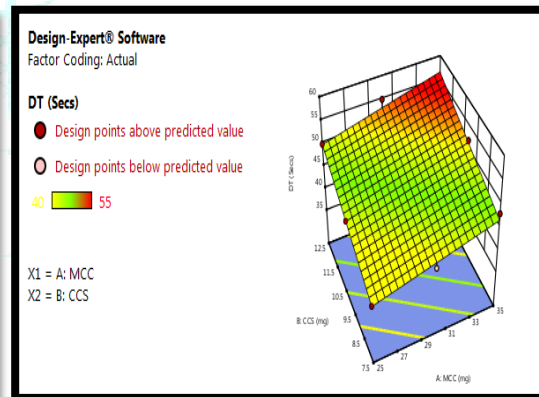 Design-Expert® Software
Factor Coding: Actual
DT (Secs)
Design points above predicted value
Design points below predicted value
40 55
X1 = A: MCC
X2 = B: CCS
60
55
50
45
40
35
DT (Secs)
12.5
11.5
10.5
9.5
8.5
7.5
B: CCS (mg)
25
27
29
31
33
35
A: MCC (mg)